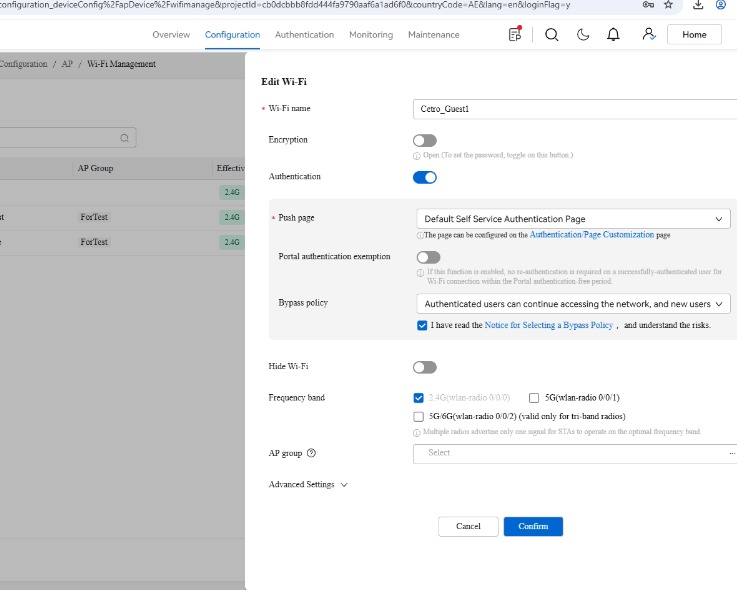 configuration_deviceConfig%2FapDevice%2Fwifimanage&projectId=cb0dcbbb8fdd444fa9790aaf6a1ad6f0&countryCode=AE&lang=en&loginFlag=y
Overview Configuration Authentication Monitoring Maintenance Home
Configuration / AP / Wi-Fi Management
AP Group Effectiv
2.4G
st ForTest 2.4G
e ForTest 2.4G
Edit Wi-Fi
* Wi-Fi name Cetro_Guest1
Encryption
Open (To set the password, toggle on this button.)
Authentication
* Push page Default Self Service Authentication Page
The page can be configured on the Authentication/Page Customization page
Portal authentication exemption
If this function is enabled, no re-authentication is required on a successfully-authenticated user for
Wi-Fi connection within the Portal authentication-free period.
Bypass policy Authenticated users can continue accessing the network, and new users
I have read the Notice for Selecting a Bypass Policy , and understand the risks.
Hide Wi-Fi
Frequency band 2.4G(wlan-radio 0/0/0) 5G(wlan-radio 0/0/1)
5G/6G(wlan-radio 0/0/2) (valid only for tri-band radios)
Multiple radios advertise only one signal for STAs to operate on the optimal frequency band.
AP group Select ...
Advanced Settings
Cancel Confirm